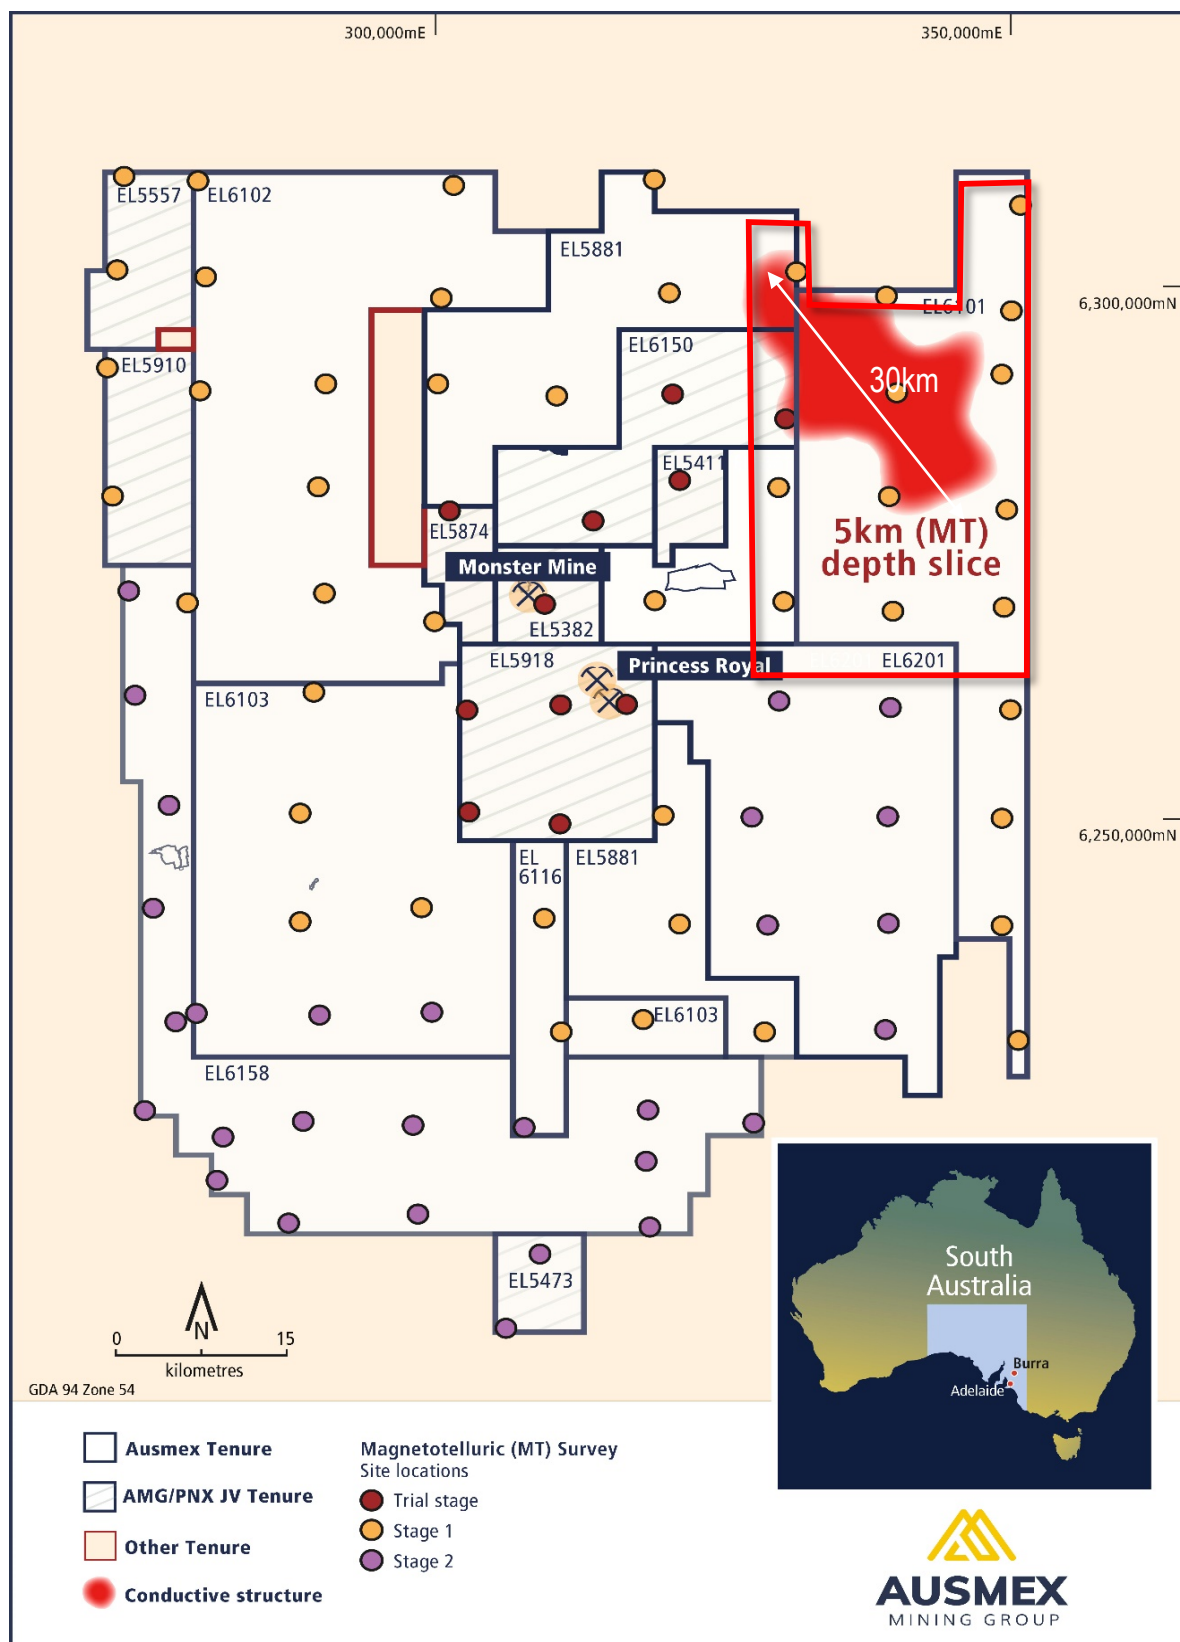 300,000mE
350,000mE
EL5557
EL6102
EL5881
6,300,000mN
EL6101
EL6150
EL5910
30km
EL5411
EL5874
5km (MT)
depth slice
Monster Mine
EL5382
EL5918
Princess Royal
EL6201
EL6103
6,250,000mN
EL
6116
EL5881
EL6103
EL6158
EL5473
N
0
15
kilometres
GDA 94 Zone 54
South
Australia
Burra
Adelaide
Ausmex Tenure
AMG/PNX JV Tenure
Other Tenure
Conductive structure
Magnetotelluric (MT) Survey
Site locations
Trial stage
Stage 1
Stage 2
AUSMEX
MINING GROUP